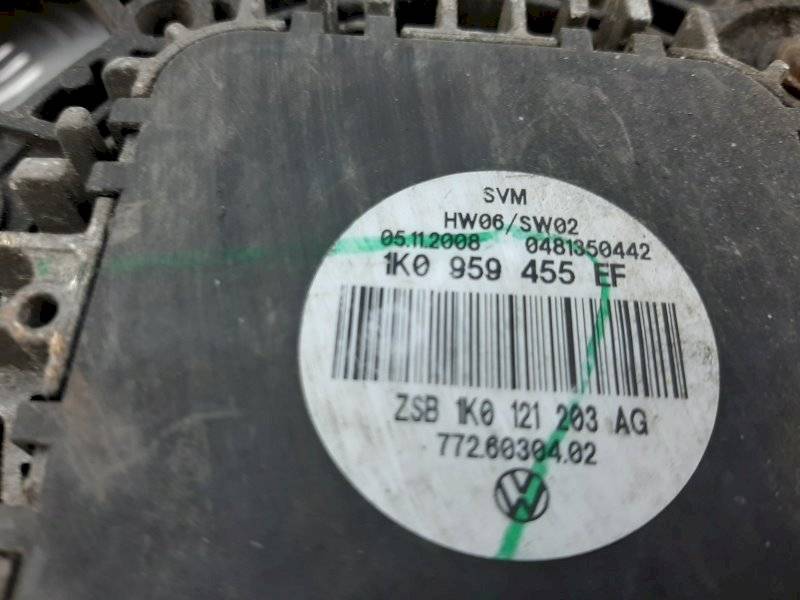 SVM
HW06/SW02
05.11.2008 0481350442
1K0 959 455 EF
ZSB 1K0 121 203 AG
772.60304.02